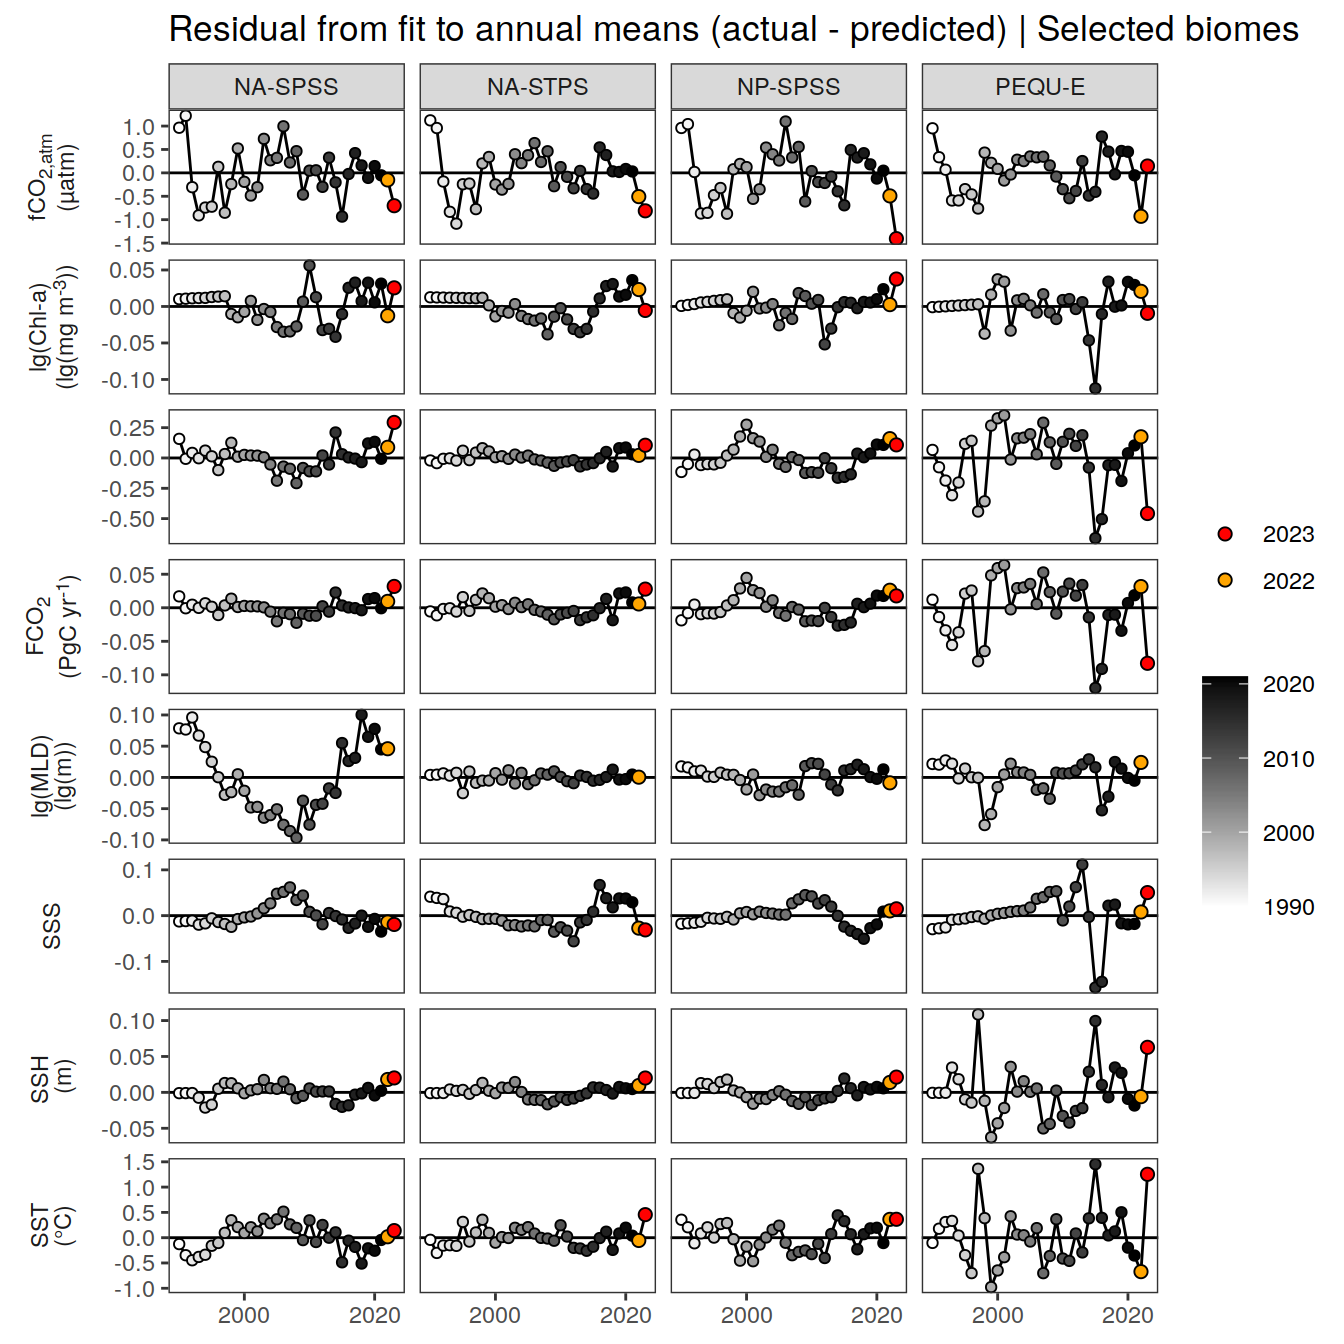 Residual from fit to annual means (actual - predicted) | Selected biomes
NA-SPSS NA-STPS NP-SPSS PEQU-E
fCO2,atm
(µatm)
1.0
0.5
0.0
-0.5
-1.0
-1.5
lg(Chl-a)
(lg(mg m-3))
0.05
0.00
-0.05
-0.10
0.25
0.00
-0.25
-0.50
FCO2
(PgC yr-1)
0.05
0.00
-0.05
-0.10
lg(MLD)
(lg(m))
0.10
0.05
0.00
-0.05
-0.10
SSS
0.1
0.0
-0.1
SSH
(m)
0.10
0.05
0.00
-0.05
SST
(°C)
1.5
1.0
0.5
0.0
-0.5
-1.0
2000 2020 2000 2020 2000 2020 2000 2020
2023
2022
2020
2010
2000
1990